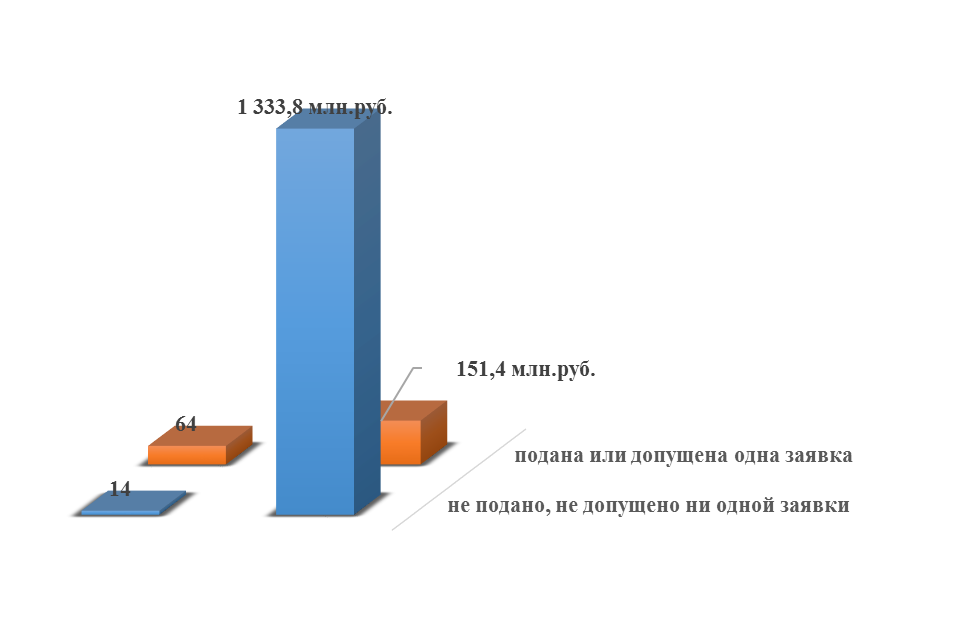 1 333,8 млн.руб.
151,4 млн.руб.
64
подана или допущена одна заявка
14
не подано, не допущено ни одной заявки